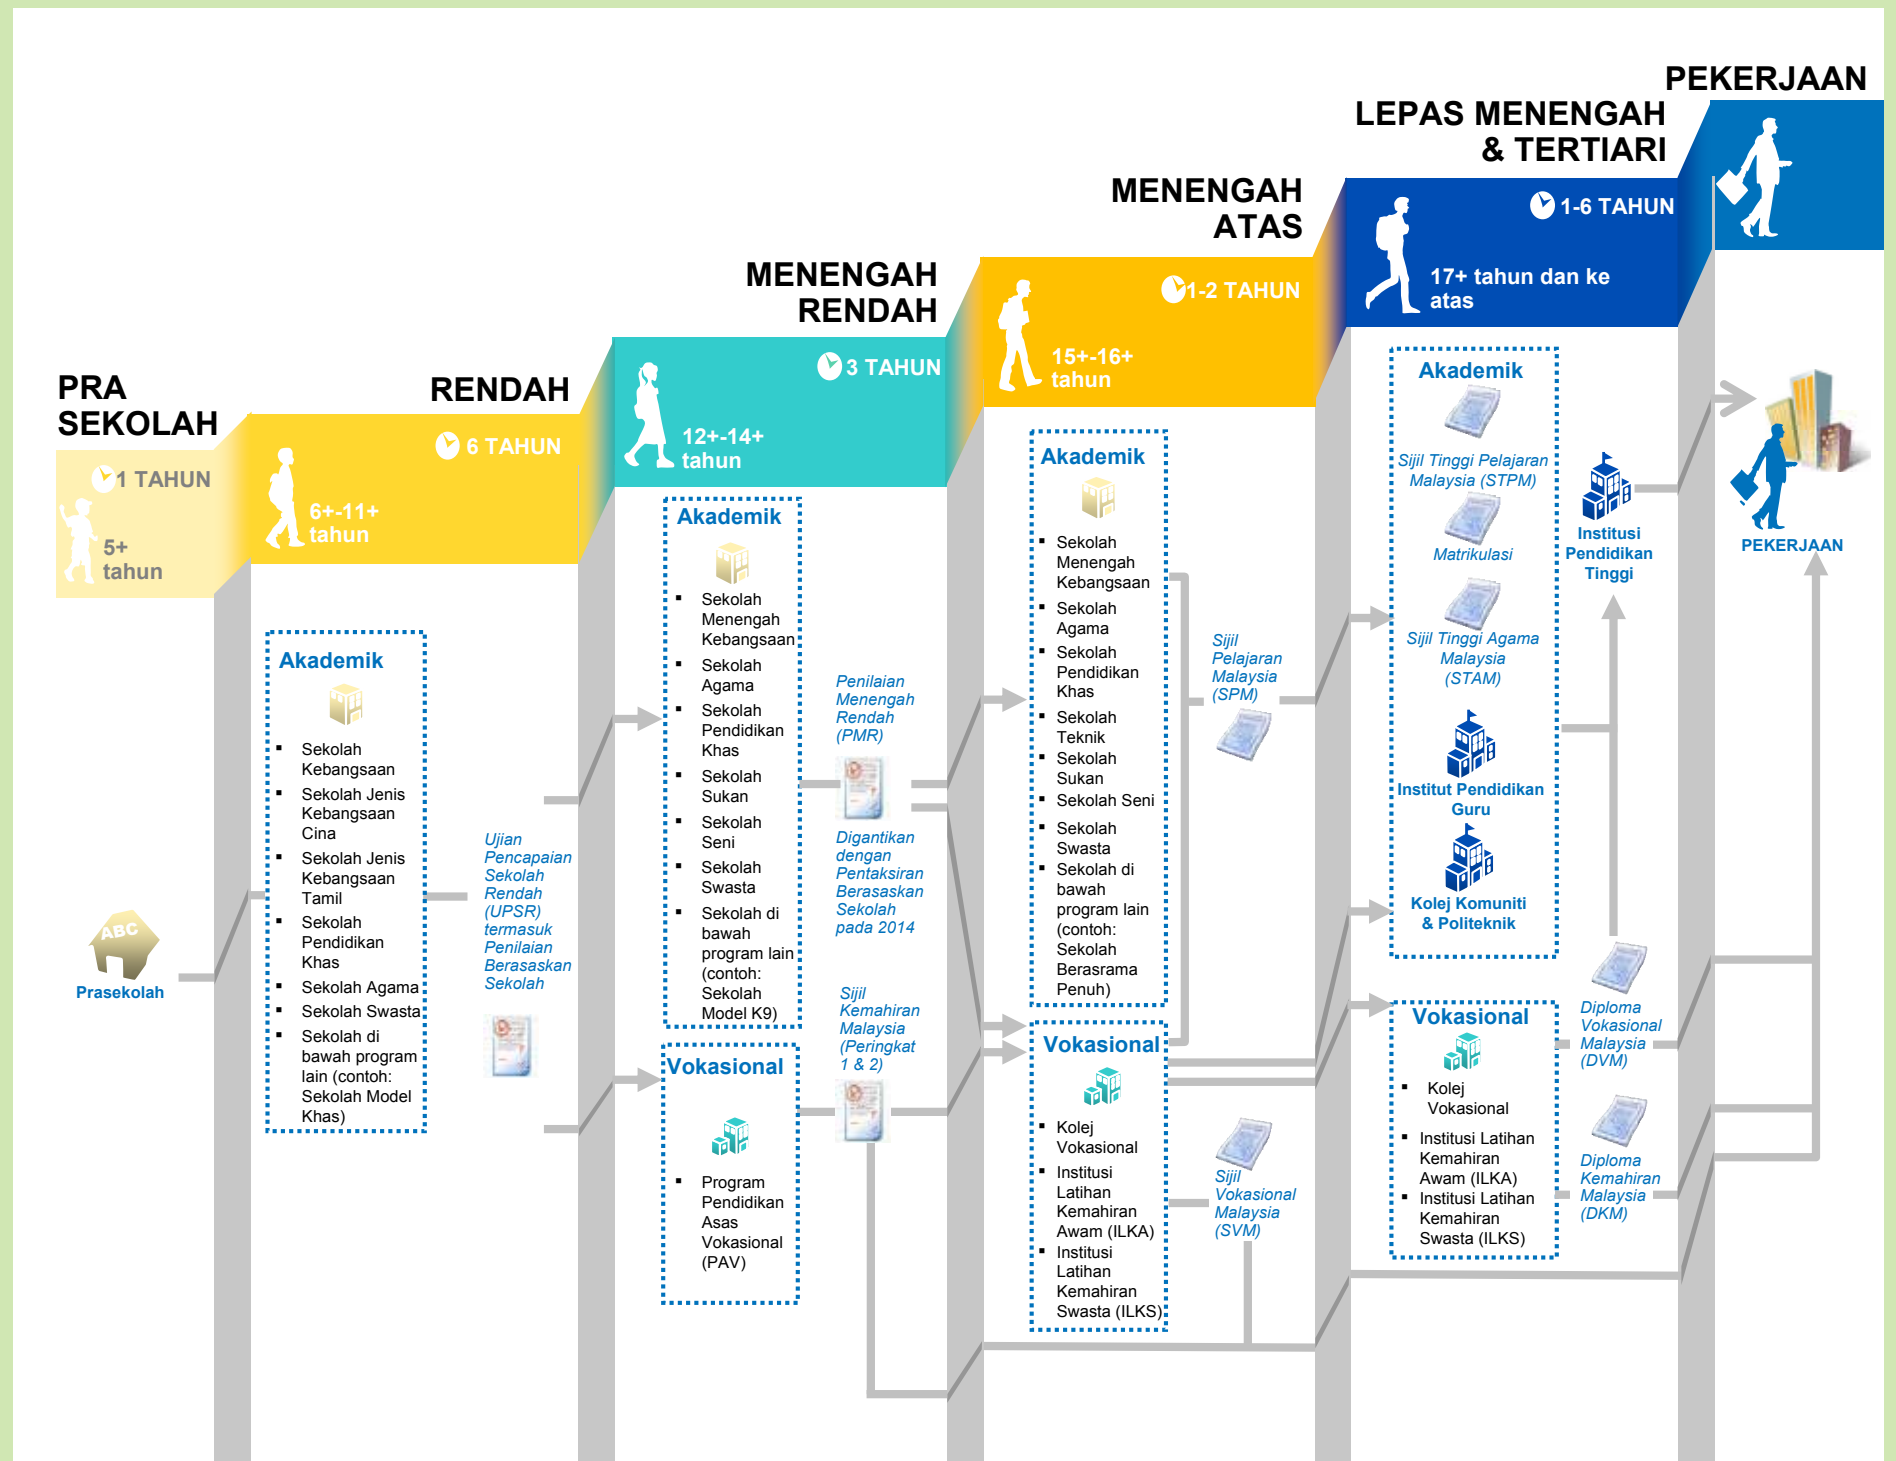 PRA
SEKOLAH
1 TAHUN
5+
tahun
ABC
Prasekolah
RENDAH
6 TAHUN
6+-11+
tahun
Akademik
▪ Sekolah
Kebangsaan
▪ Sekolah Jenis
Kebangsaan
Cina
▪ Sekolah Jenis
Kebangsaan
Tamil
▪ Sekolah
Pendidikan
Khas
▪ Sekolah Agama
▪ Sekolah Swasta
▪ Sekolah di
bawah program
lain (contoh:
Sekolah Model
Khas)
Ujian
Pencapaian
Sekolah
Rendah
(UPSR)
termasuk
Penilaian
Berasaskan
Sekolah
MENENGAH
RENDAH
3 TAHUN
12+-14+
tahun
Akademik
▪ Sekolah
Menengah
Kebangsaan
▪ Sekolah
Agama
▪ Sekolah
Pendidikan
Khas
▪ Sekolah
Sukan
▪ Sekolah
Seni
▪ Sekolah
Swasta
▪ Sekolah di
bawah
program lain
(contoh:
Sekolah
Model K9)
Vokasional
▪ Program
Pendidikan
Asas
Vokasional
(PAV)
Penilaian
Menengah
Rendah
(PMR)
Digantikan
dengan
Pentaksiran
Berasaskan
Sekolah
pada 2014
Sijil
Kemahiran
Malaysia
(Peringkat
1 & 2)
MENENGAH
ATAS
1-2 TAHUN
15+-16+
tahun
Akademik
▪ Sekolah
Menengah
Kebangsaan
▪ Sekolah
Agama
▪ Sekolah
Pendidikan
Khas
▪ Sekolah
Teknik
▪ Sekolah
Sukan
▪ Sekolah Seni
▪ Sekolah
Swasta
▪ Sekolah di
bawah
program lain
(contoh:
Sekolah
Berasrama
Penuh)
Vokasional
▪ Kolej
Vokasional
▪ Institusi
Latihan
Kemahiran
Awam (ILKA)
▪ Institusi
Latihan
Kemahiran
Swasta (ILKS)
Sijil
Pelajaran
Malaysia
(SPM)
Sijil
Vokasional
Malaysia
(SVM)
LEPAS MENENGAH
& TERTIARI
1-6 TAHUN
17+ tahun dan ke
atas
Akademik
Sijil Tinggi Pelajaran
Malaysia (STPM)
Matrikulasi
Sijil Tinggi Agama
Malaysia
(STAM)
Institut Pendidikan
Guru
Kolej Komuniti
& Politeknik
Vokasional
▪ Kolej
Vokasional
▪ Institusi Latihan
Kemahiran
Awam (ILKA)
▪ Institusi Latihan
Kemahiran
Swasta (ILKS)
Institusi
Pendidikan
Tinggi
Diploma
Vokasional
Malaysia
(DVM)
Diploma
Kemahiran
Malaysia
(DKM)
PEKERJAAN
PEKERJAAN